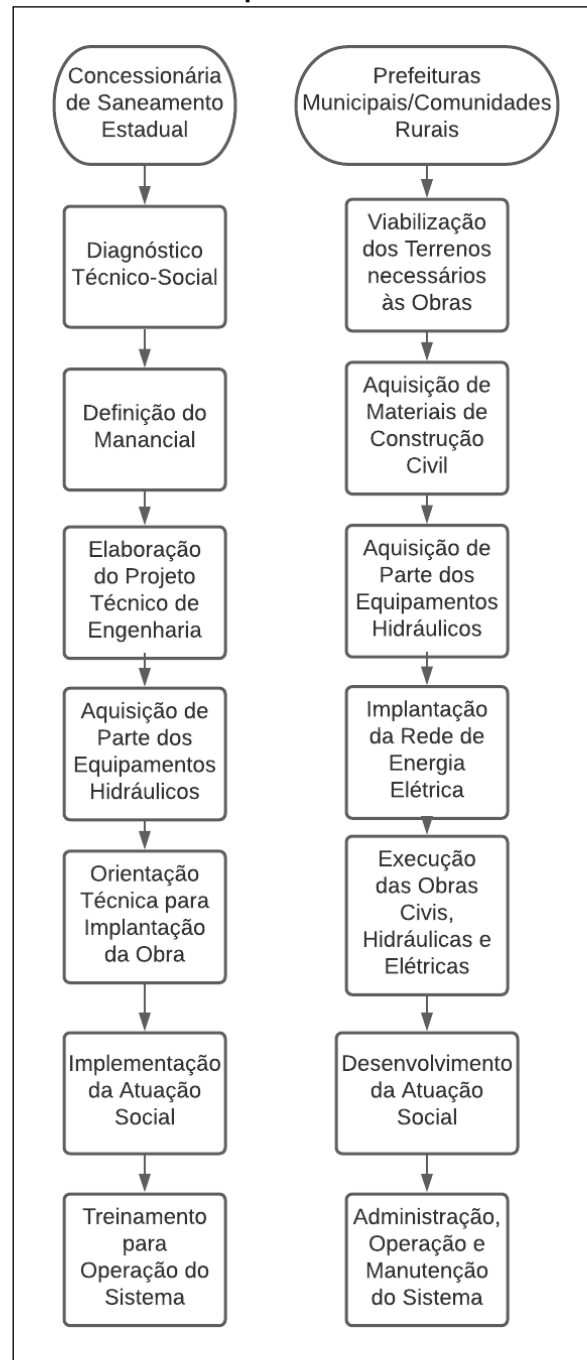 Concessionária
de Saneamento
Estadual
Diagnóstico
Técnico-Social
Definição do
Manancial
Elaboração
do Projeto
Técnico de
Engenharia
Aquisição de
Parte dos
Equipamentos
Hidráulicos
Orientação
Técnica para
Implantação
da Obra
Implementação
da Atuação
Social
Treinamento
para
Operação do
Sistema
Prefeituras
Municipais/Comunidades
Rurais
Viabilização
dos Terrenos
necessários
às Obras
Aquisição de
Materiais de
Construção
Civil
Aquisição de
Parte dos
Equipamentos
Hidráulicos
Implantação
da Rede de
Energia
Elétrica
Execução
das Obras
Civis,
Hidráulicas e
Elétricas
Desenvolvimento
da Atuação
Social
Administração,
Operação e
Manutenção
do Sistema